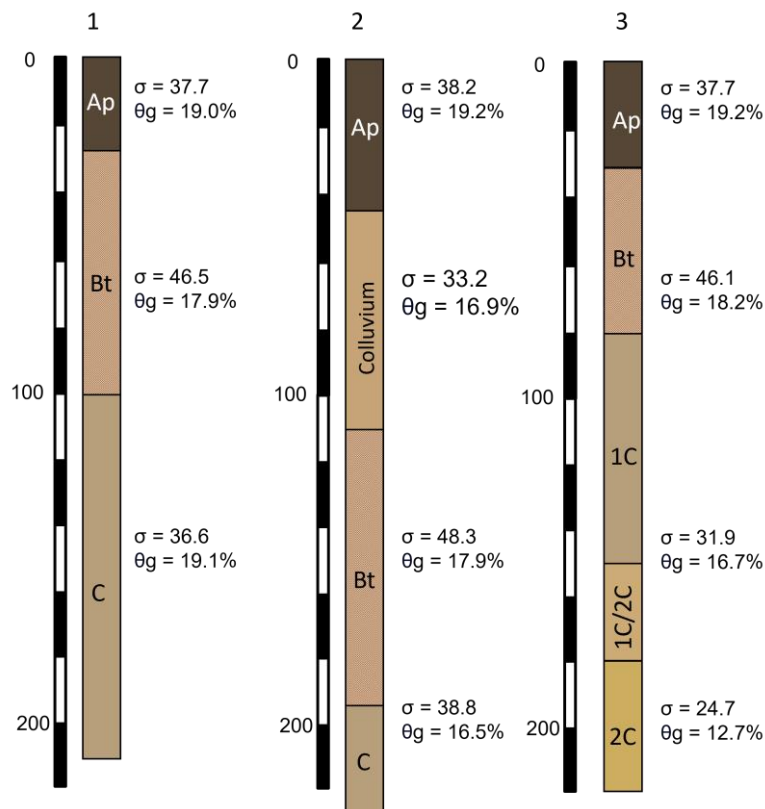 1
0
Ap
σ = 37.7
θg = 19.0%
Bt
σ = 46.5
θg = 17.9%
100
C
σ = 36.6
θg = 19.1%
200
2
0
Ap
σ = 38.2
θg = 19.2%
Colluvium
σ = 33.2
θg = 16.9%
100
Bt
σ = 48.3
θg = 17.9%
200
C
σ = 38.8
θg = 16.5%
3
0
Ap
σ = 37.7
θg = 19.2%
Bt
σ = 46.1
θg = 18.2%
100
1C
σ = 31.9
θg = 16.7%
1C/2C
200
2C
σ = 24.7
θg = 12.7%